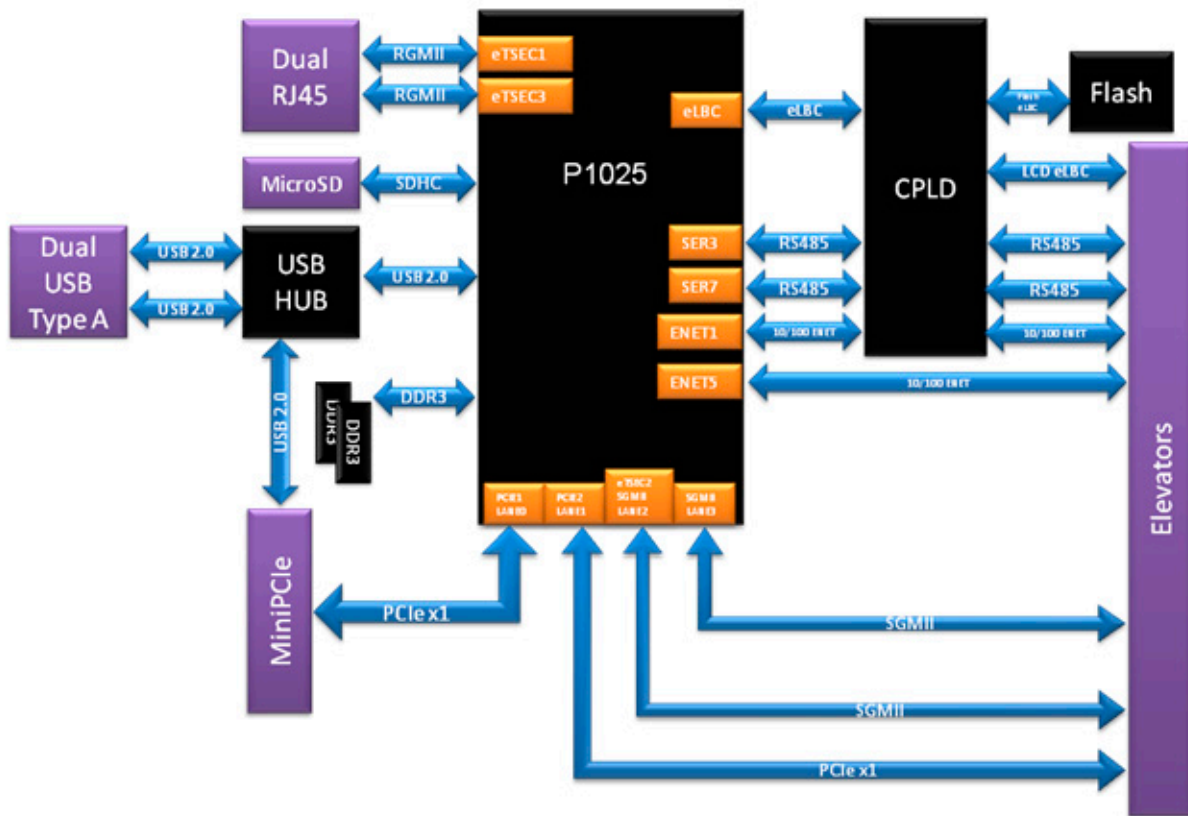 Dual
RJ45
RGMII
RGMII
eTSEC1
eTSEC3
P1025
eLBC
eLBC
CPLD
Flash
eLBC
Flash
LCD eLBC
MicroSD
SDHC
Dual
USB
Type A
USB 2.0
USB 2.0
USB
HUB
USB 2.0
SER3
RS485
RS485
SER7
RS485
RS485
ENET1
10/100 ENET
10/100 ENET
ENET5
10/100 ENET
USB 2.0
DDR3
DDR3
DDR3
Elevators
PCIE1
LANE0
PCIE2
LANE1
eTSEC2
SGMII
LANE2
SGMII
LANE3
MiniPCIe
PCIe x1
SGMII
SGMII
PCIe x1